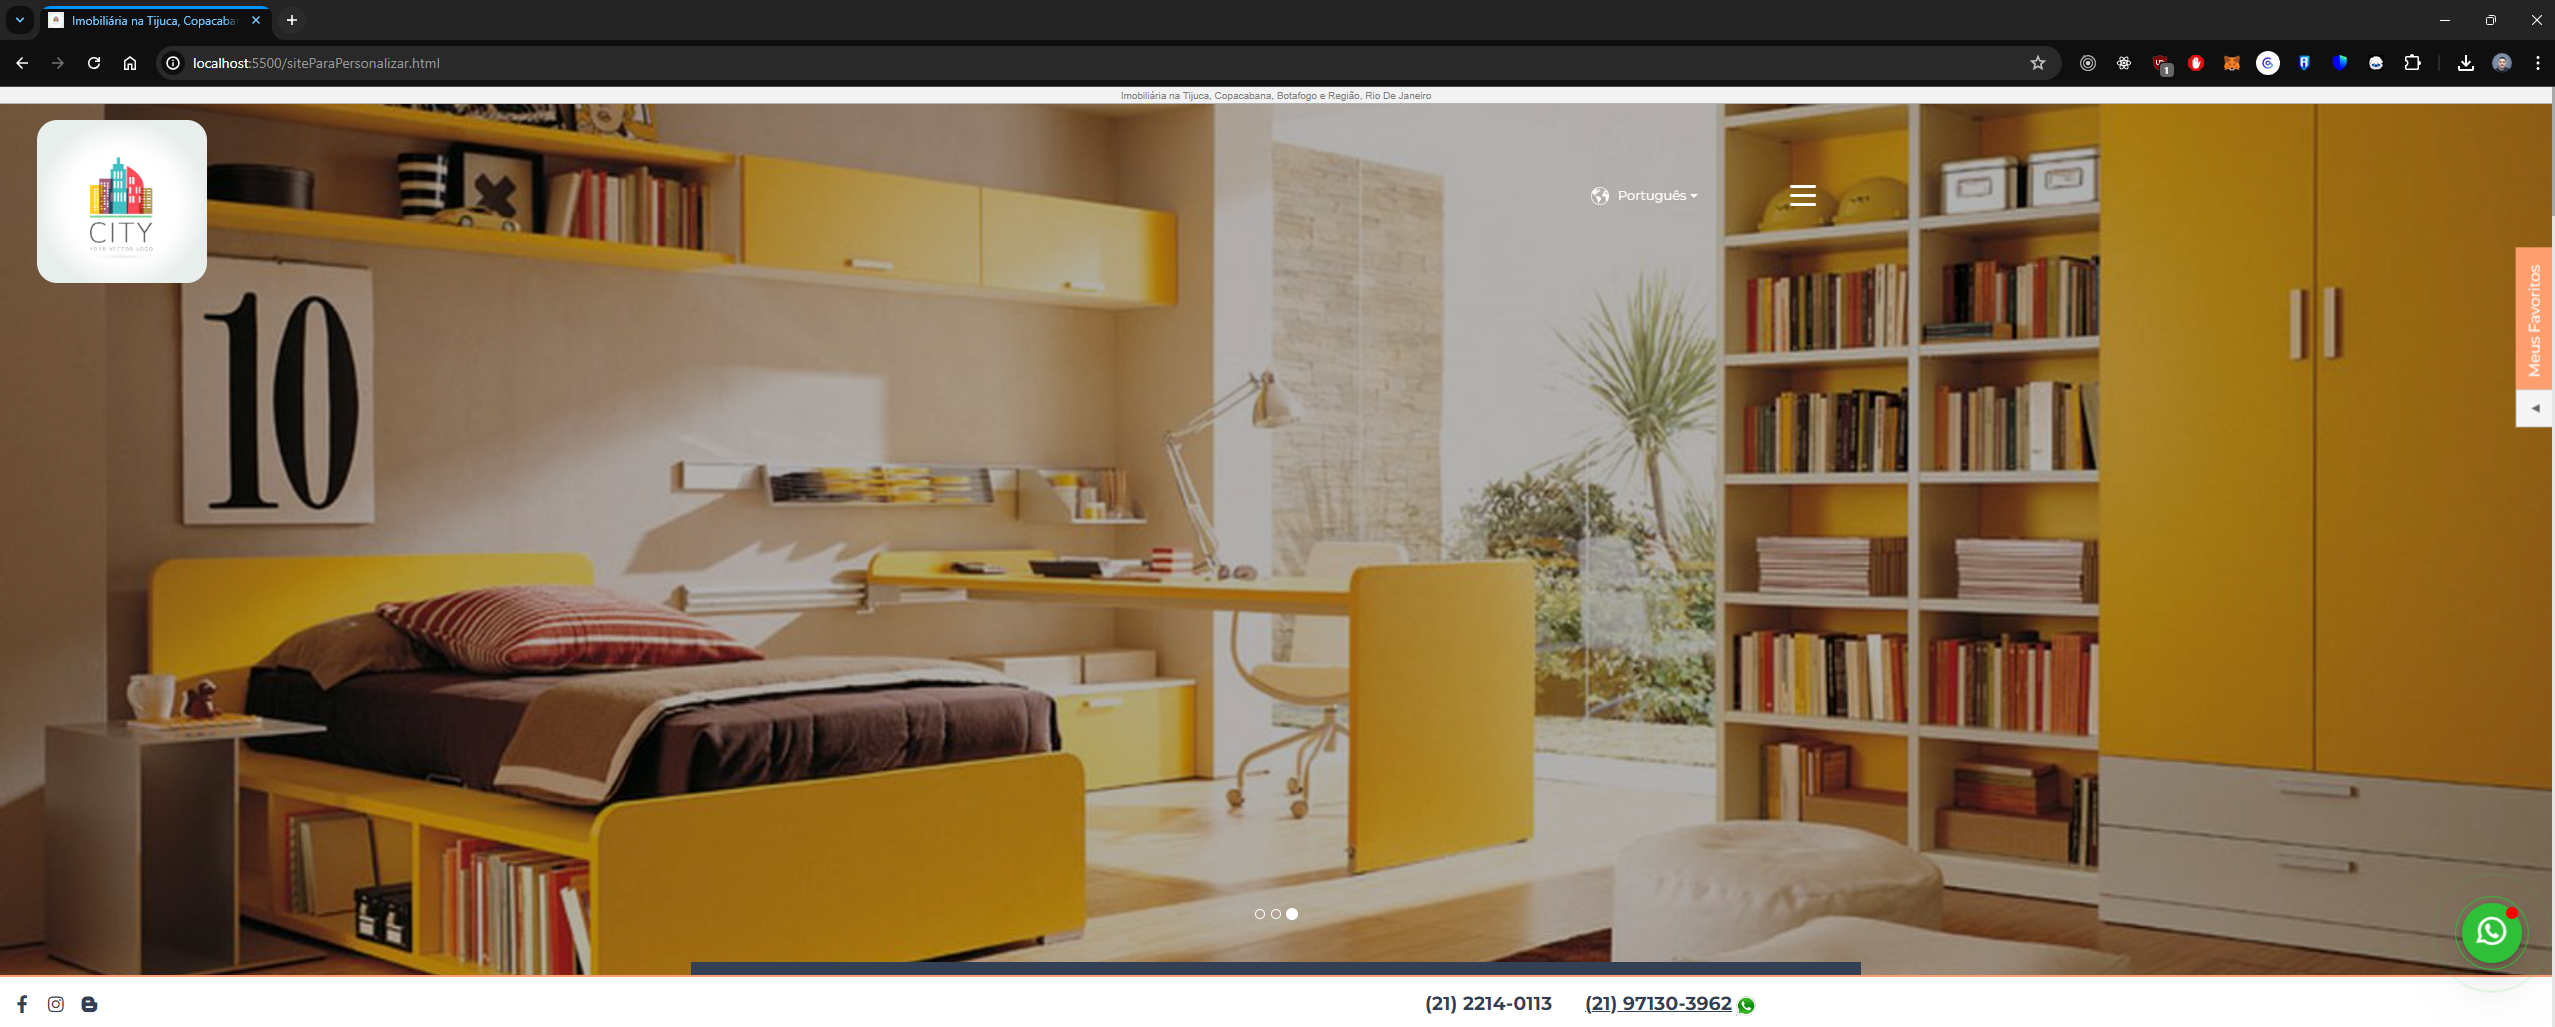 Imobiliária na Tijuca, Copacaba
localhost:5500/siteParaPersonalizar.html
1
Imobiliária na Tijuca, Copacabana, Botafogo e Região, Rio De Janeiro
CITY
YOUR VECTOR LOGO
Português
Meus Favoritos
10
(21) 2214-0113 (21) 97130-3962